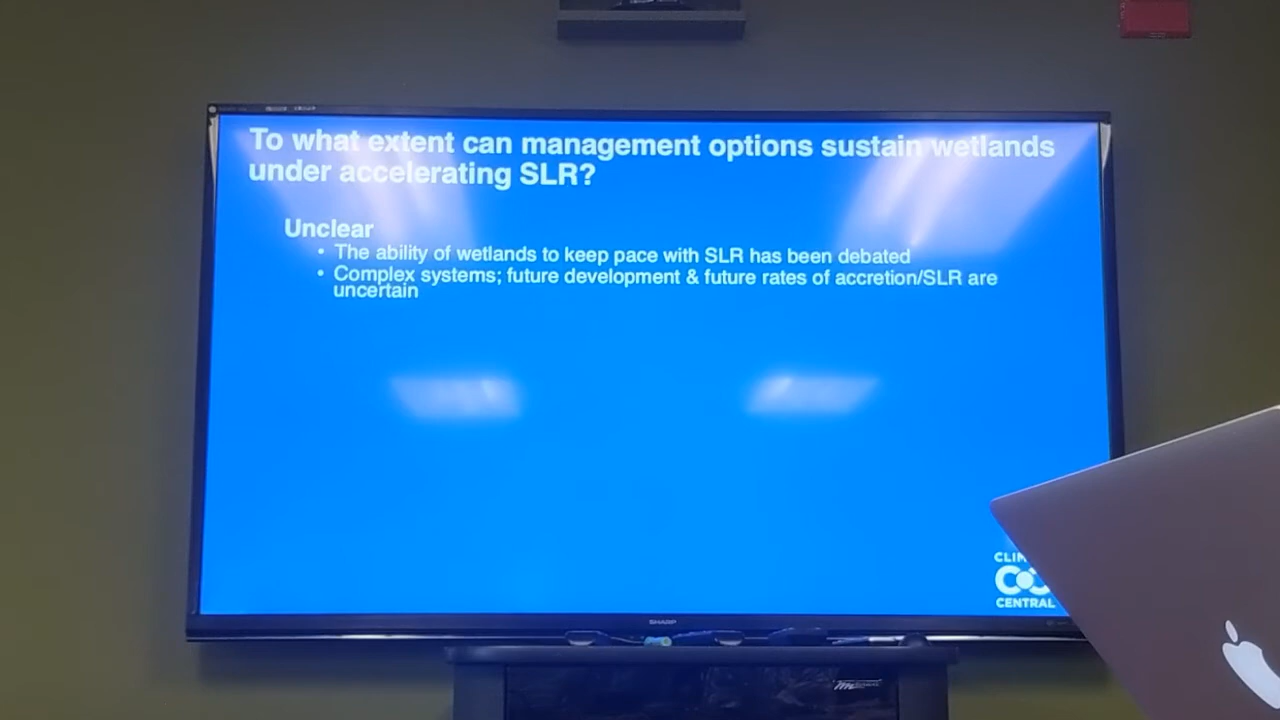 To what extent can management options sustain wetlands
under accelerating SLR?
Unclear
• The ability of wetlands to keep pace with SLR has been debated
• Complex systems; future development & future rates of accretion/SLR are
uncertain
CENTRAL
SHARP